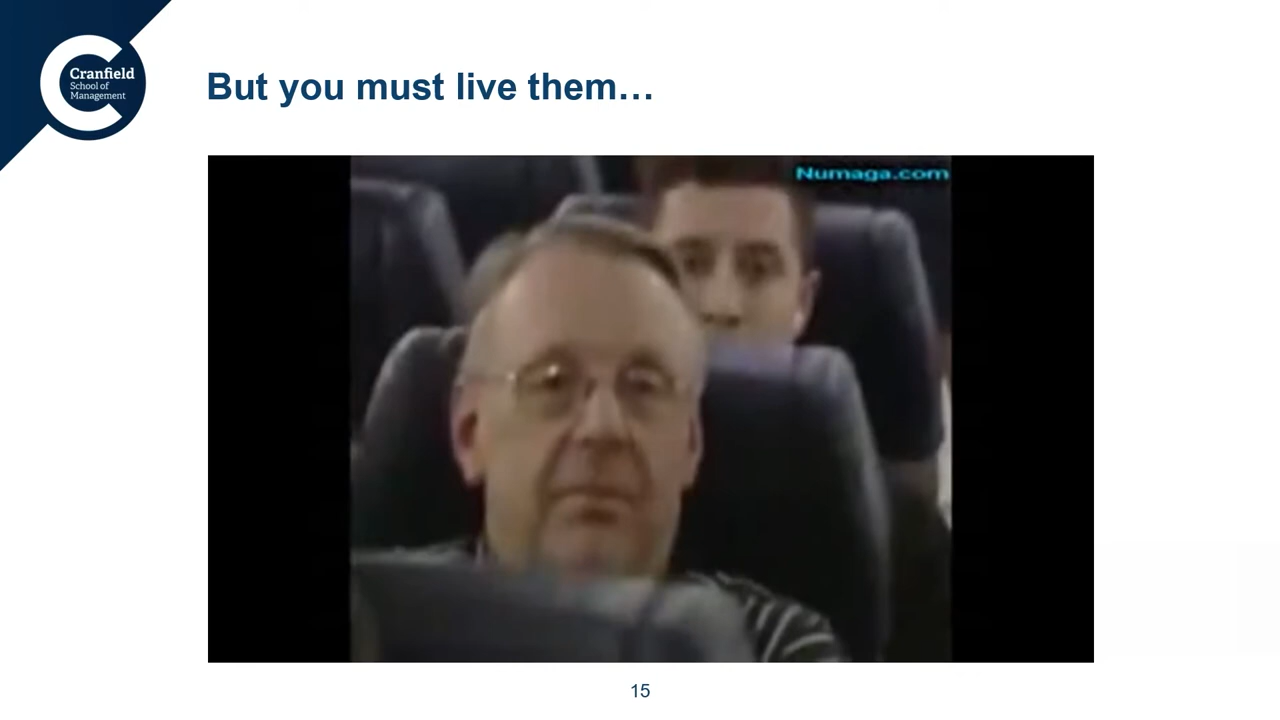 Cranfield
School of
Management
But you must live them…
Numaga.com
15